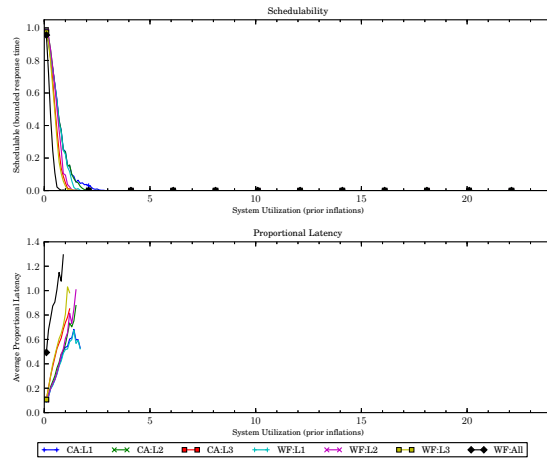 Schedulability
Schedulable (bounded response time)
1.0
0.8
0.6
0.4
0.2
0.0
0 5 10 15 20
System Utilization (prior inflations)
Proportional Latency
Average Proportional Latency
1.4
1.2
1.0
0.8
0.6
0.4
0.2
0.0
0 5 10 15 20
System Utilization (prior inflations)
CA:L1 CA:L2 CA:L3 WF:L1 WF:L2 WF:L3 WF:All